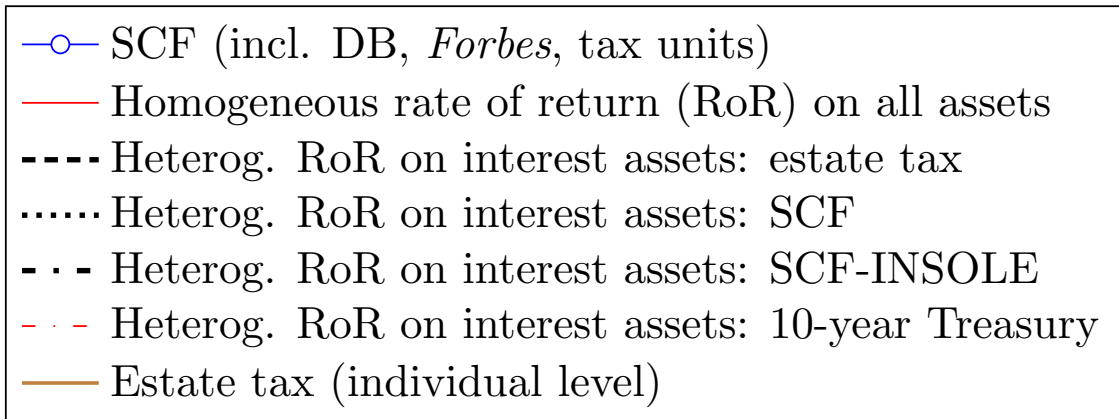 SCF (incl. DB, Forbes, tax units)
Homogeneous rate of return (RoR) on all assets
Heterog. RoR on interest assets: estate tax
Heterog. RoR on interest assets: SCF
Heterog. RoR on interest assets: SCF-INSOLE
Heterog. RoR on interest assets: 10-year Treasury
Estate tax (individual level)